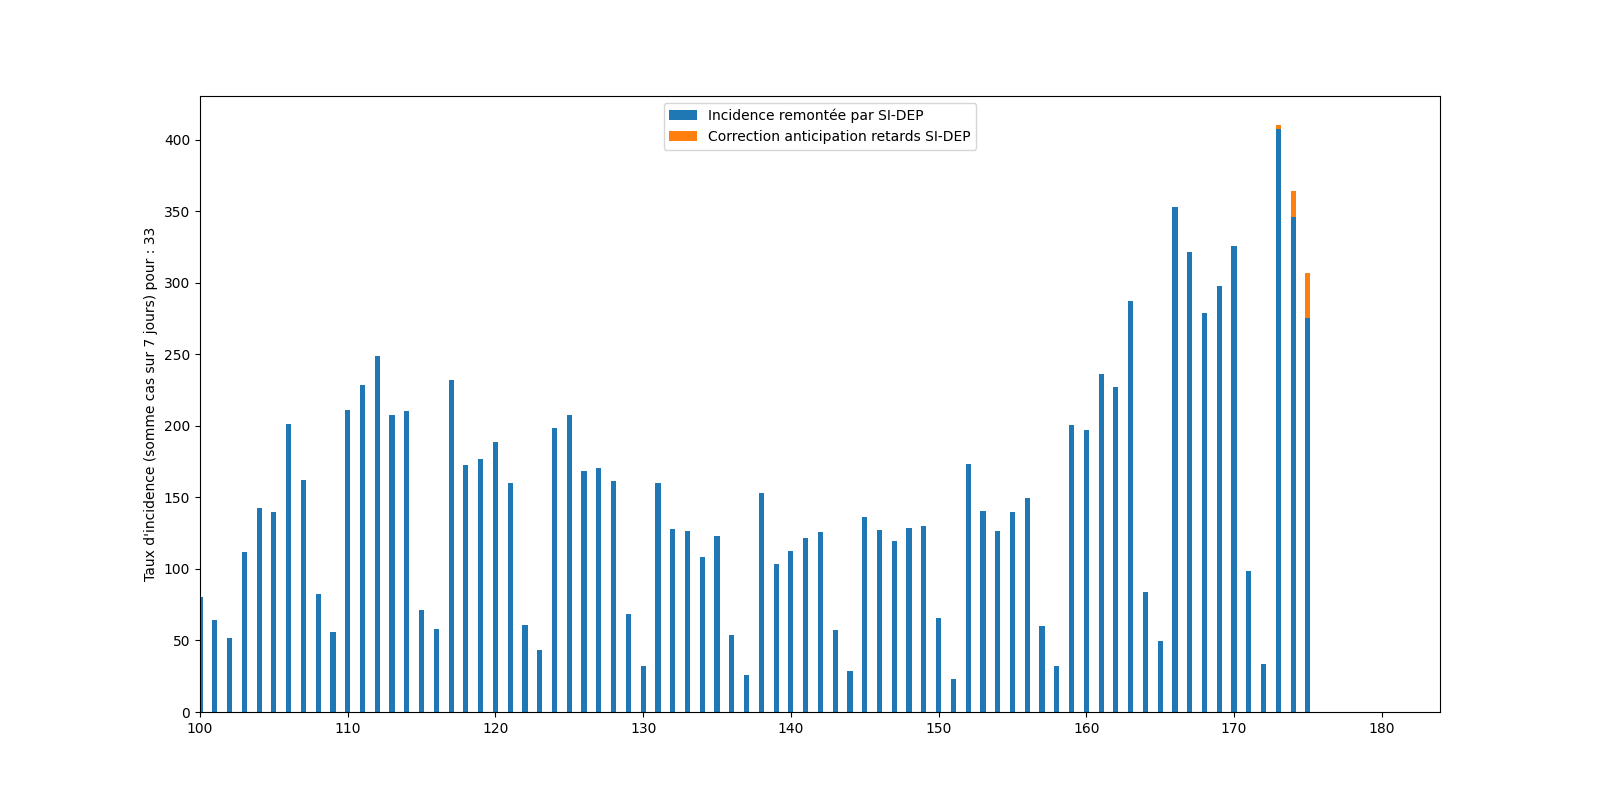 Incidence remontée par SI-DEP
Correction anticipation retards SI-DEP
Taux d'incidence (somme cas sur 7 jours) pour : 33
400
350
300
250
200
150
100
50
0
100 110 120 130 140 150 160 170 180